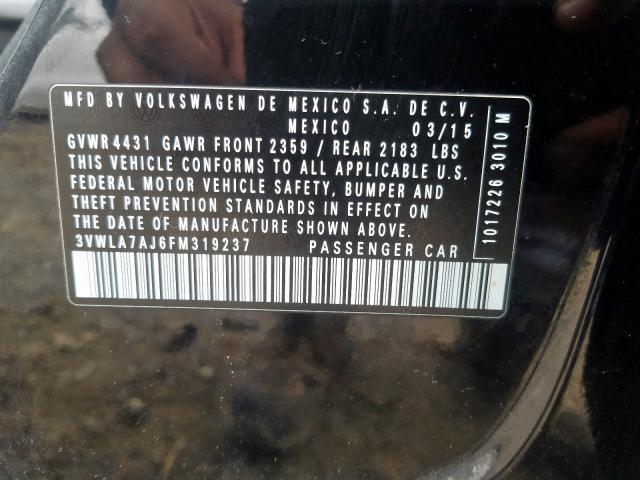 MFD BY VOLKSWAGEN DE MEXICO S.A. DE C.V.
MEXICO 03/15
GVWR 4431 GAWR FRONT 2359 / REAR 2183 LBS
THIS VEHICLE CONFORMS TO ALL APPLICABLE U.S.
FEDERAL MOTOR VEHICLE SAFETY, BUMPER AND
THEFT PREVENTION STANDARDS IN EFFECT ON
THE DATE OF MANUFACTURE SHOWN ABOVE.
3VWLA7AJ6FM319237 PASSENGER CAR
1017226 3010 M